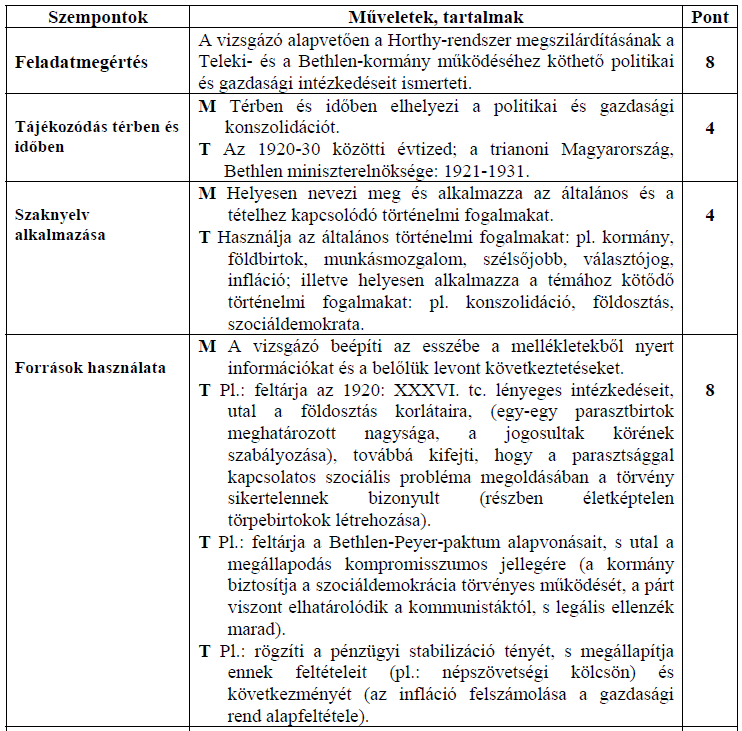 Szempontok Műveletek, tartalmak Pont
Feladatmegértés
A vizsgázó alapvetően a Horthy-rendszer megszilárdításának a
Teleki- és a Bethlen-kormány működéséhez köthető politikai
és gazdasági intézkedéseit ismerteti.
8
Tájékozódás térben és
időben
M Térben és időben elhelyezi a politikai és gazdasági
konszolidációt.
T Az 1920-30 közötti évtized; a trianoni Magyarország,
Bethlen miniszterelnöksége: 1921-1931.
4
Szaknyelv
alkalmazása
M Helyesen nevezi meg és alkalmazza az általános és a
tételhez kapcsolódó történelmi fogalmakat.
T Használja az általános történelmi fogalmakat: pl. kormány,
földbirtok, munkásmozgalom, szélsőjobb, választójog,
infláció; illetve helyesen alkalmazza a témához kötődő
történelmi fogalmakat: pl. konszolidáció, földosztás,
szociáldemokrata.
4
Források használata
M A vizsgázó beépíti az esszébe a mellékletekből nyert
információkat és a belőlük levont következtetéseket.
T Pl.: feltárja az 1920: XXXVI. tc. lényeges intézkedéseit,
utal a földosztás korlátaira, (egy-egy parasztbirtok
meghatározott nagysága, a jogosultak körének
szabályozása), továbbá kifejti, hogy a parasztsággal
kapcsolatos szociális probléma megoldásában a törvény
sikertelennek bizonyult (részben életképtelen
törpebirtokok létrehozása).
T Pl.: feltárja a Bethlen-Peyer-paktum alapvonásait, s utal a
megállapodás kompromisszumos jellegére (a kormány
biztosítja a szociáldemokrácia törvényes működését, a párt
viszont elhatárolódik a kommunistáktól, s legális ellenzék
marad).
T Pl.: rögzíti a pénzügyi stabilizáció tényét, s megállapítja
ennek feltételeit (pl.: népszövetségi kölcsön) és
következményét (az infláció felszámolása a gazdasági
rend alapfeltétele).
8